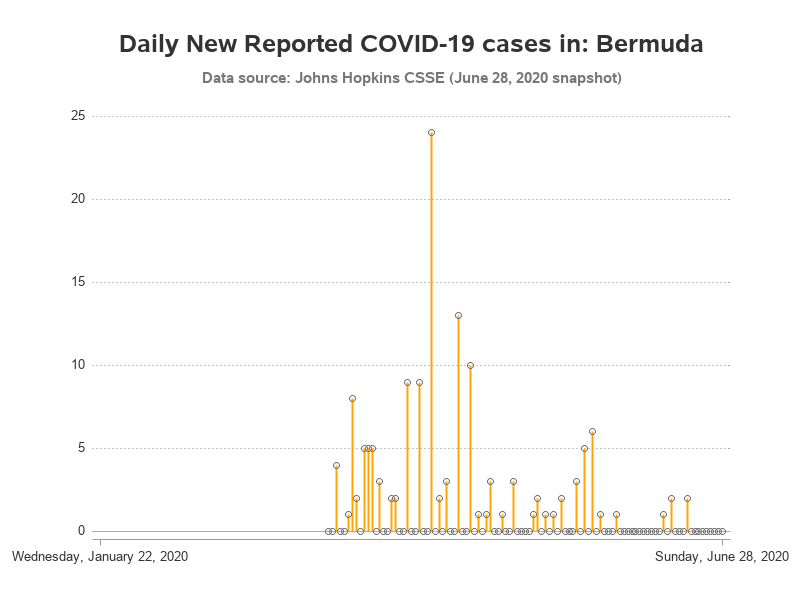 Daily New Reported COVID-19 cases in: Bermuda
Data source: Johns Hopkins CSSE (June 28, 2020 snapshot)
25
20
15
10
5
0
Wednesday, January 22, 2020
Sunday, June 28, 2020